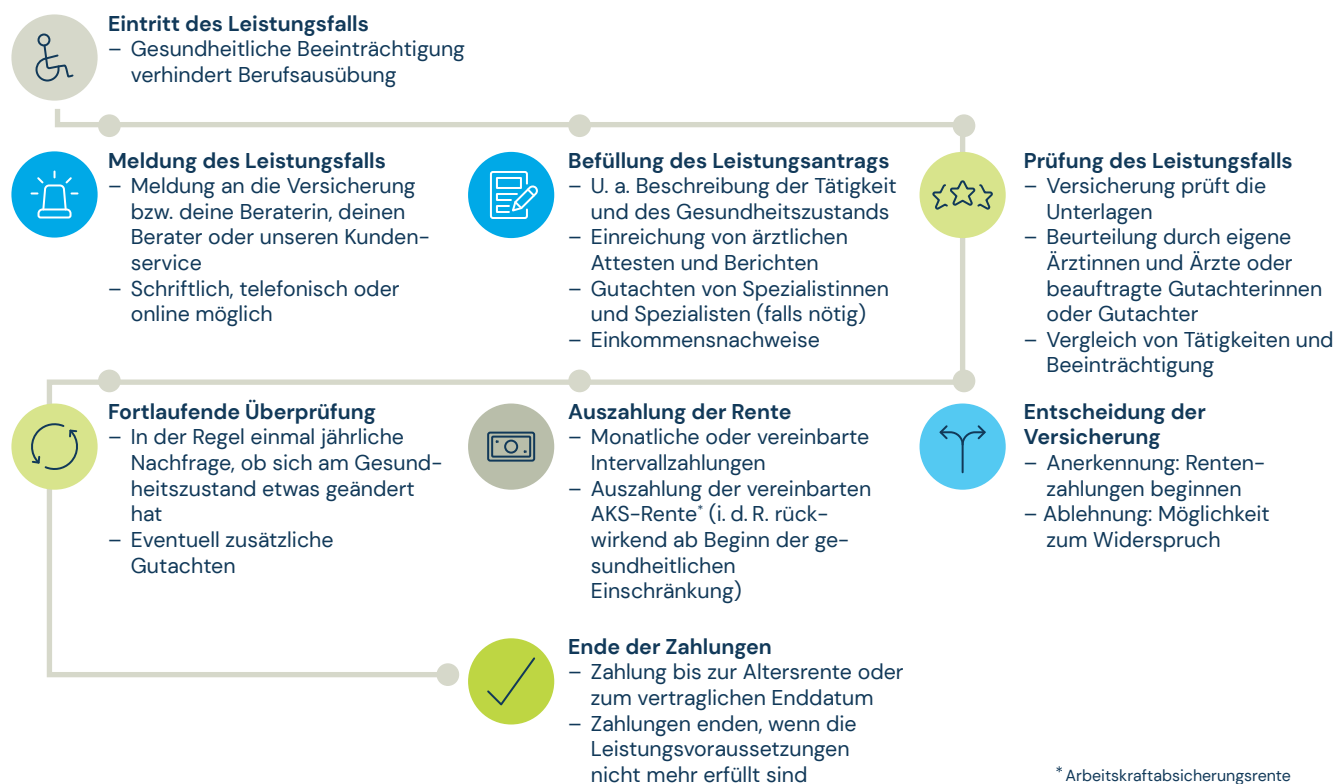 Eintritt des Leistungsfalls
– Gesundheitliche Beeinträchtigung
verhindert Berufsausübung
Meldung des Leistungsfalls
– Meldung an die Versicherung
bzw. deine Beraterin, deinen
Berater oder unseren Kunden-
service
– Schriftlich, telefonisch oder
online möglich
Befüllung des Leistungsantrags
– U. a. Beschreibung der Tätigkeit
und des Gesundheitszustands
– Einreichung von ärztlichen
Attesten und Berichten
– Gutachten von Spezialistinnen
und Spezialisten (falls nötig)
– Einkommensnachweise
Prüfung des Leistungsfalls
– Versicherung prüft die
Unterlagen
– Beurteilung durch eigene
Ärztinnen und Ärzte oder
beauftragte Gutachterinnen
oder Gutachter
– Vergleich von Tätigkeiten und
Beeinträchtigung
Entscheidung der
Versicherung
– Anerkennung: Renten-
zahlungen beginnen
– Ablehnung: Möglichkeit
zum Widerspruch
Auszahlung der Rente
– Monatliche oder vereinbarte
Intervallzahlungen
– Auszahlung der vereinbarten
AKS-Rente* (i. d. R. rück-
wirkend ab Beginn der ge-
sundheitlichen
Einschränkung)
Fortlaufende Überprüfung
– In der Regel einmal jährliche
Nachfrage, ob sich am Gesund-
heitszustand etwas geändert
hat
– Eventuell zusätzliche
Gutachten
Ende der Zahlungen
– Zahlung bis zur Altersrente oder
zum vertraglichen Enddatum
– Zahlungen enden, wenn die
Leistungsvoraussetzungen
nicht mehr erfüllt sind
* Arbeitskraftabsicherungsrente